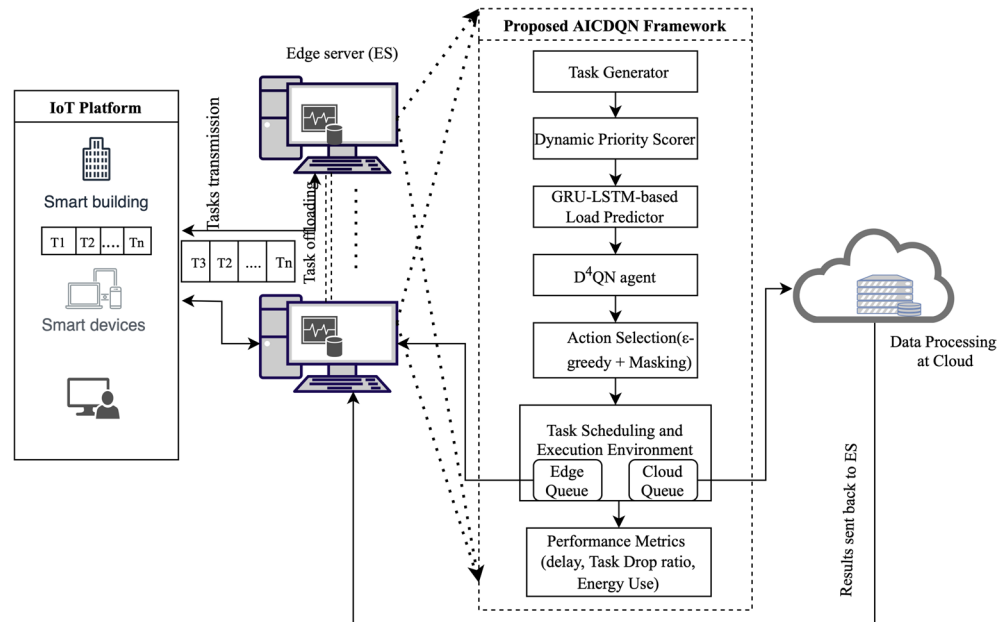 Proposed AICDQN Framework
Edge server (ES)
IoT Platform
Smart building
T1 T2 .... Tn
Smart devices
Tasks transmission
T3 T2 .... Tn
Task offloading
Task Generator
Dynamic Priority Scorer
GRU-LSTM-based
Load Predictor
D⁴QN agent
Action Selection(ε-
greedy + Masking)
Task Scheduling and
Execution Environment
Edge
Queue
Cloud
Queue
Performance Metrics
(delay, Task Drop ratio,
Energy Use)
Data Processing
at Cloud
Results sent back to ES